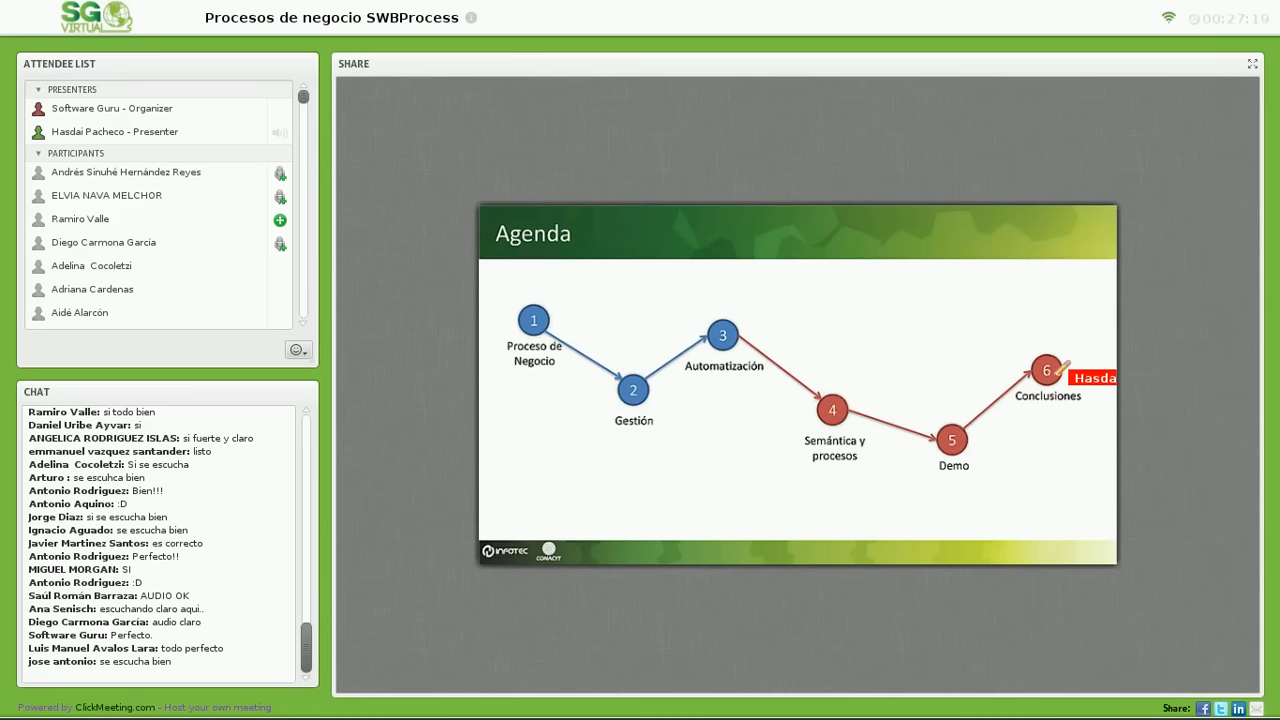 SG
VIRTUAL
Procesos de negocio SWBProcess
00:27:19
ATTENDEE LIST
PRESENTERS
Software Guru - Organizer
Hasdai Pacheco - Presenter
PARTICIPANTS
Andrés Sinuhé Hernández Reyes
ELVIA NAVA MELCHOR
Ramiro Valle
Diego Carmona García
Adelina Cocoletzi
Adriana Cardenas
Aidé Alarcón
CHAT
Ramiro Valle: si todo bien
Daniel Uribe Ayvar: si
ANGELICA RODRIGUEZ ISLAS: si fuerte y claro
emmanuel vazquez santander: listo
Adelina Cocoletzi: Si se escucha
Arturo : se escuhca bien
Antonio Rodriguez: Bien!!!
Antonio Aquino: :D
Jorge Diaz: si se escucha bien
Ignacio Aguado: se escucha bien
Javier Martinez Santos: es correcto
Antonio Rodriguez: Perfecto!!
MIGUEL MORGAN: SI
Antonio Rodriguez: :D
Saúl Román Barraza: AUDIO OK
Ana Senisch: escuchando claro aqui..
Diego Carmona García: audio claro
Software Guru: Perfecto.
Luis Manuel Avalos Lara: todo perfecto
jose antonio: se escucha bien
SHARE
Agenda
1
Proceso de
Negocio
2
Gestión
3
Automatización
4
Semántica y
procesos
5
Demo
6
Conclusiones
Hasda
INFOTEC
CONACYT
Powered by ClickMeeting.com - Host your own meeting
Share: